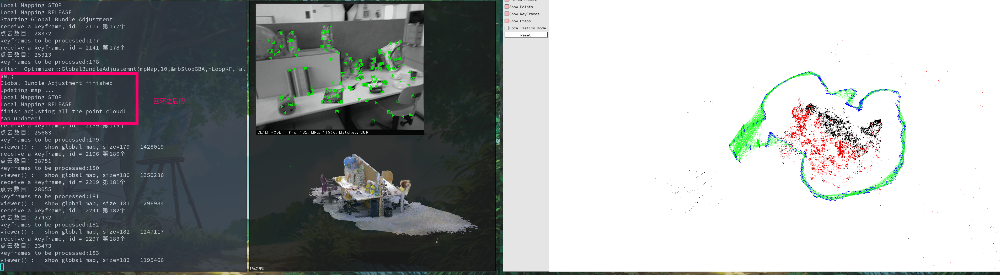 Local Mapping STOP
Local Mapping RELEASE
Starting Global Bundle Adjustment
receive a keyframe, id = 2117 第177个
点云数目: 28372
keyframes to be processed:177
receive a keyframe, id = 2141 第178个
点云数目: 25313
keyframes to be processed:178
after  Optimizer::GlobalBundleAdjustemnt(mpMap,10,&mbStopGBA,nLoopKF,fal
se);
Global Bundle Adjustment finished
Updating map ...
Local Mapping STOP
Local Mapping RELEASE
finish adjusting all the point cloud!
Map updated!
receive a keyframe, id = 2159 第179个
点云数目: 25663
keyframes to be processed:179
viewer() :   show global map, size=179   1428019
receive a keyframe, id = 2196 第180个
点云数目: 28751
keyframes to be processed:180
viewer() :   show global map, size=180   1350286
receive a keyframe, id = 2219 第181个
点云数目: 28055
keyframes to be processed:181
viewer() :   show global map, size=181   1296984
receive a keyframe, id = 2241 第182个
点云数目: 27432
keyframes to be processed:182
viewer() :   show global map, size=182   1247117
receive a keyframe, id = 2297 第183个
点云数目: 23473
keyframes to be processed:183
viewer() :   show global map, size=183   1195466
回环之后的
SLAM MODE |  KFs: 182, MPs: 11560, Matches: 289
176.7 FPS
Follow Camera
Show Points
Show KeyFrames
Show Graph
Localization Mode
Reset